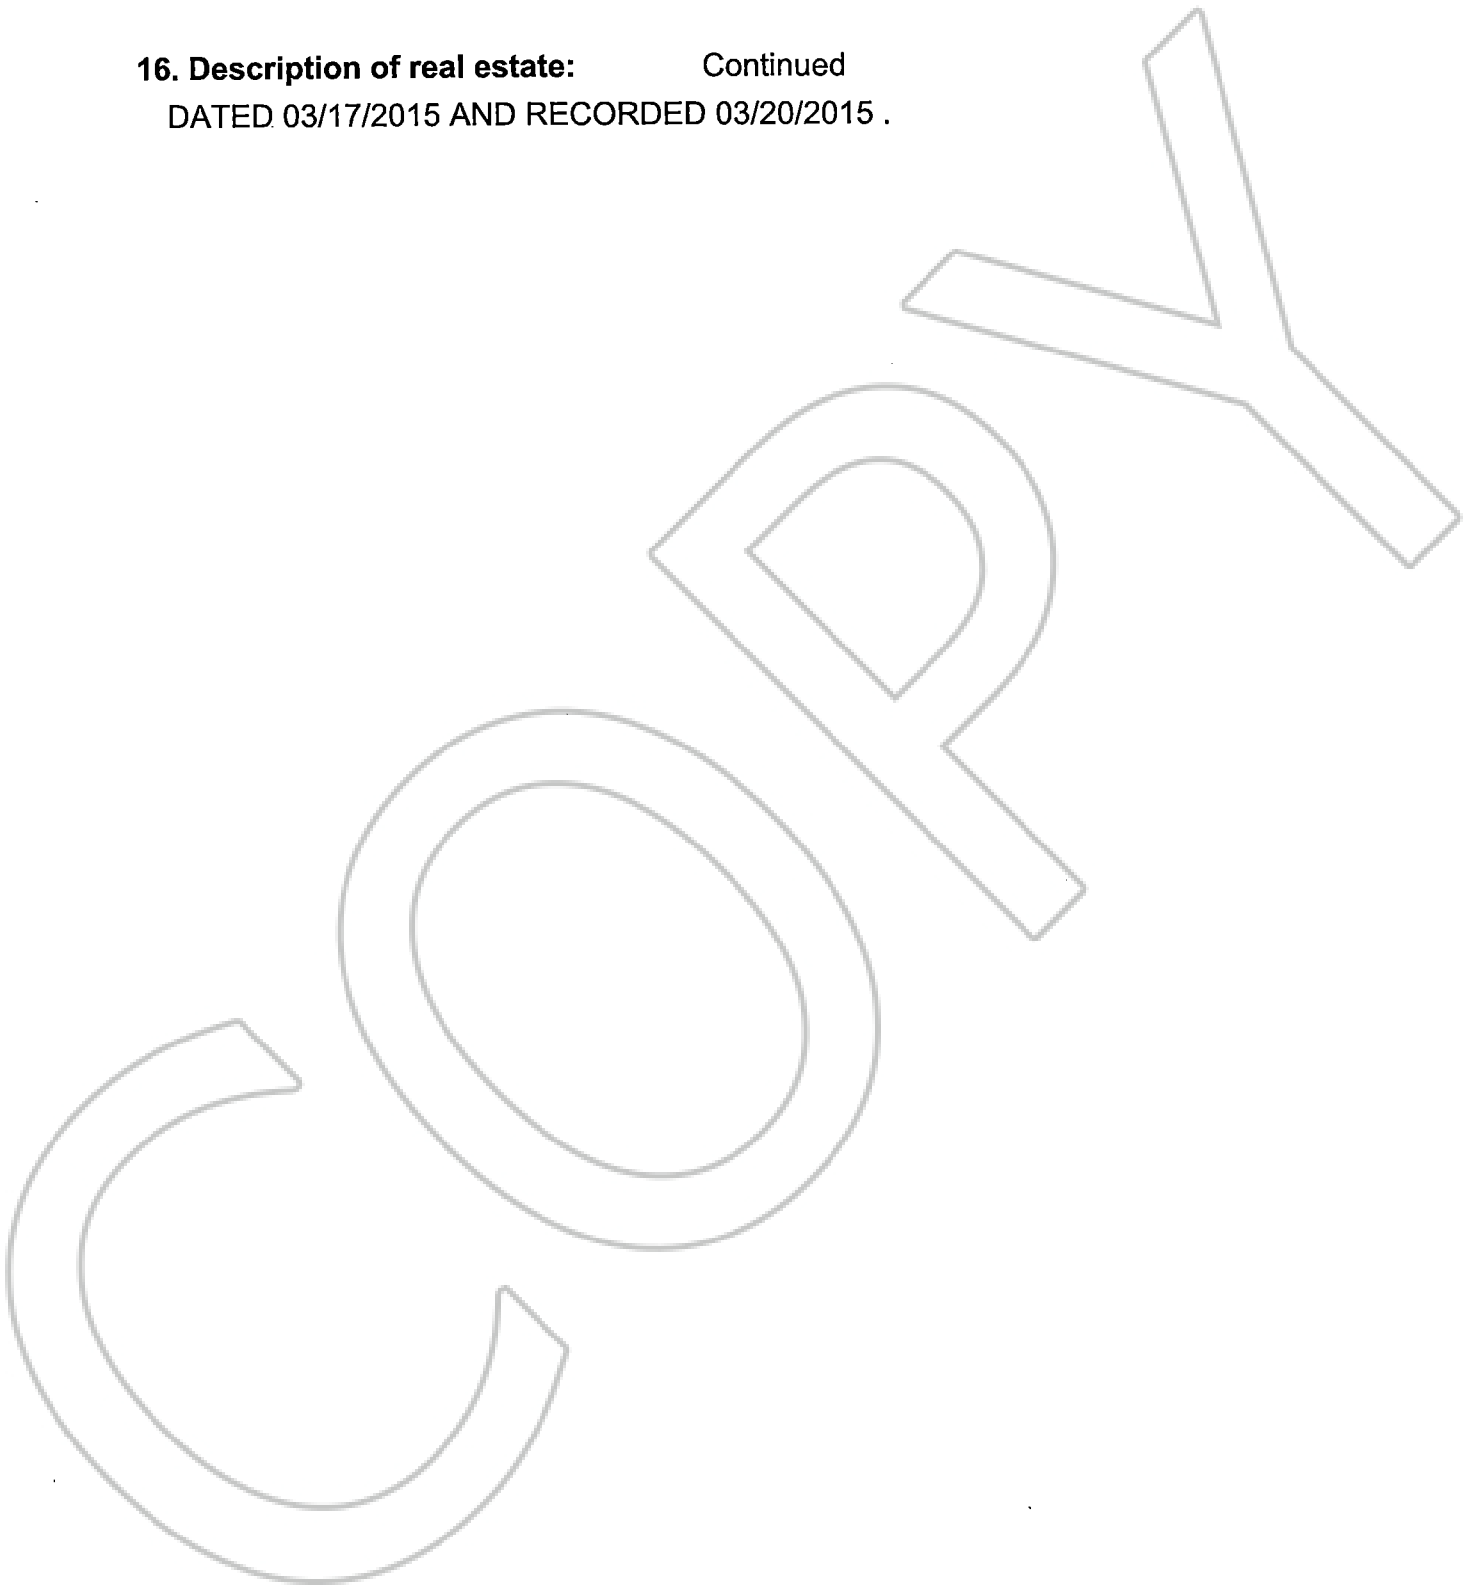 16. Description of real estate: Continued
DATED 03/17/2015 AND RECORDED 03/20/2015 .
COPY